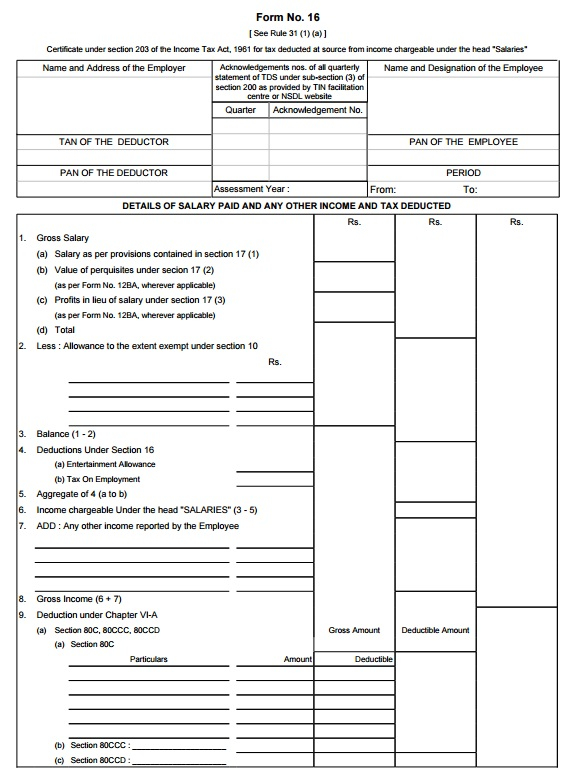 Form No. 16
[ See Rule 31 (1) (a) ]
Certificate under section 203 of the Income Tax Act, 1961 for tax deducted at source from income chargeable under the head "Salaries"
Name and Address of the Employer
Acknowledgements nos. of all quarterly
statement of TDS under sub-section (3) of
section 200 as provided by TIN facilitation
centre or NSDL website
Name and Designation of the Employee
Quarter Acknowledgement No.
TAN OF THE DEDUCTOR
PAN OF THE EMPLOYEE
PAN OF THE DEDUCTOR
PERIOD
Assessment Year :
From: To:
DETAILS OF SALARY PAID AND ANY OTHER INCOME AND TAX DEDUCTED
Rs. Rs. Rs.
1. Gross Salary
(a) Salary as per provisions contained in section 17 (1)
(b) Value of perquisites under secion 17 (2)
(as per Form No. 12BA, wherever applicable)
(c) Profits in lieu of salary under section 17 (3)
(as per Form No. 12BA, wherever applicable)
(d) Total
2. Less : Allowance to the extent exempt under section 10
Rs.
3. Balance (1 - 2)
4. Deductions Under Section 16
(a) Entertainment Allowance
(b) Tax On Employment
5. Aggregate of 4 (a to b)
6. Income chargeable Under the head "SALARIES" (3 - 5)
7. ADD : Any other income reported by the Employee
8. Gross Income (6 + 7)
9. Deduction under Chapter VI-A
(a) Section 80C, 80CCC, 80CCD Gross Amount Deductible Amount
(a) Section 80C
Particulars Amount Deductible
(b) Section 80CCC :
(c) Section 80CCD :